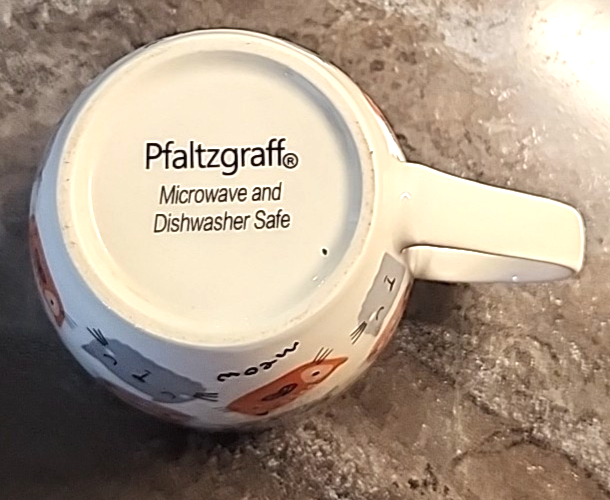 Pfaltzgraff®
Microwave and
Dishwasher Safe
meow